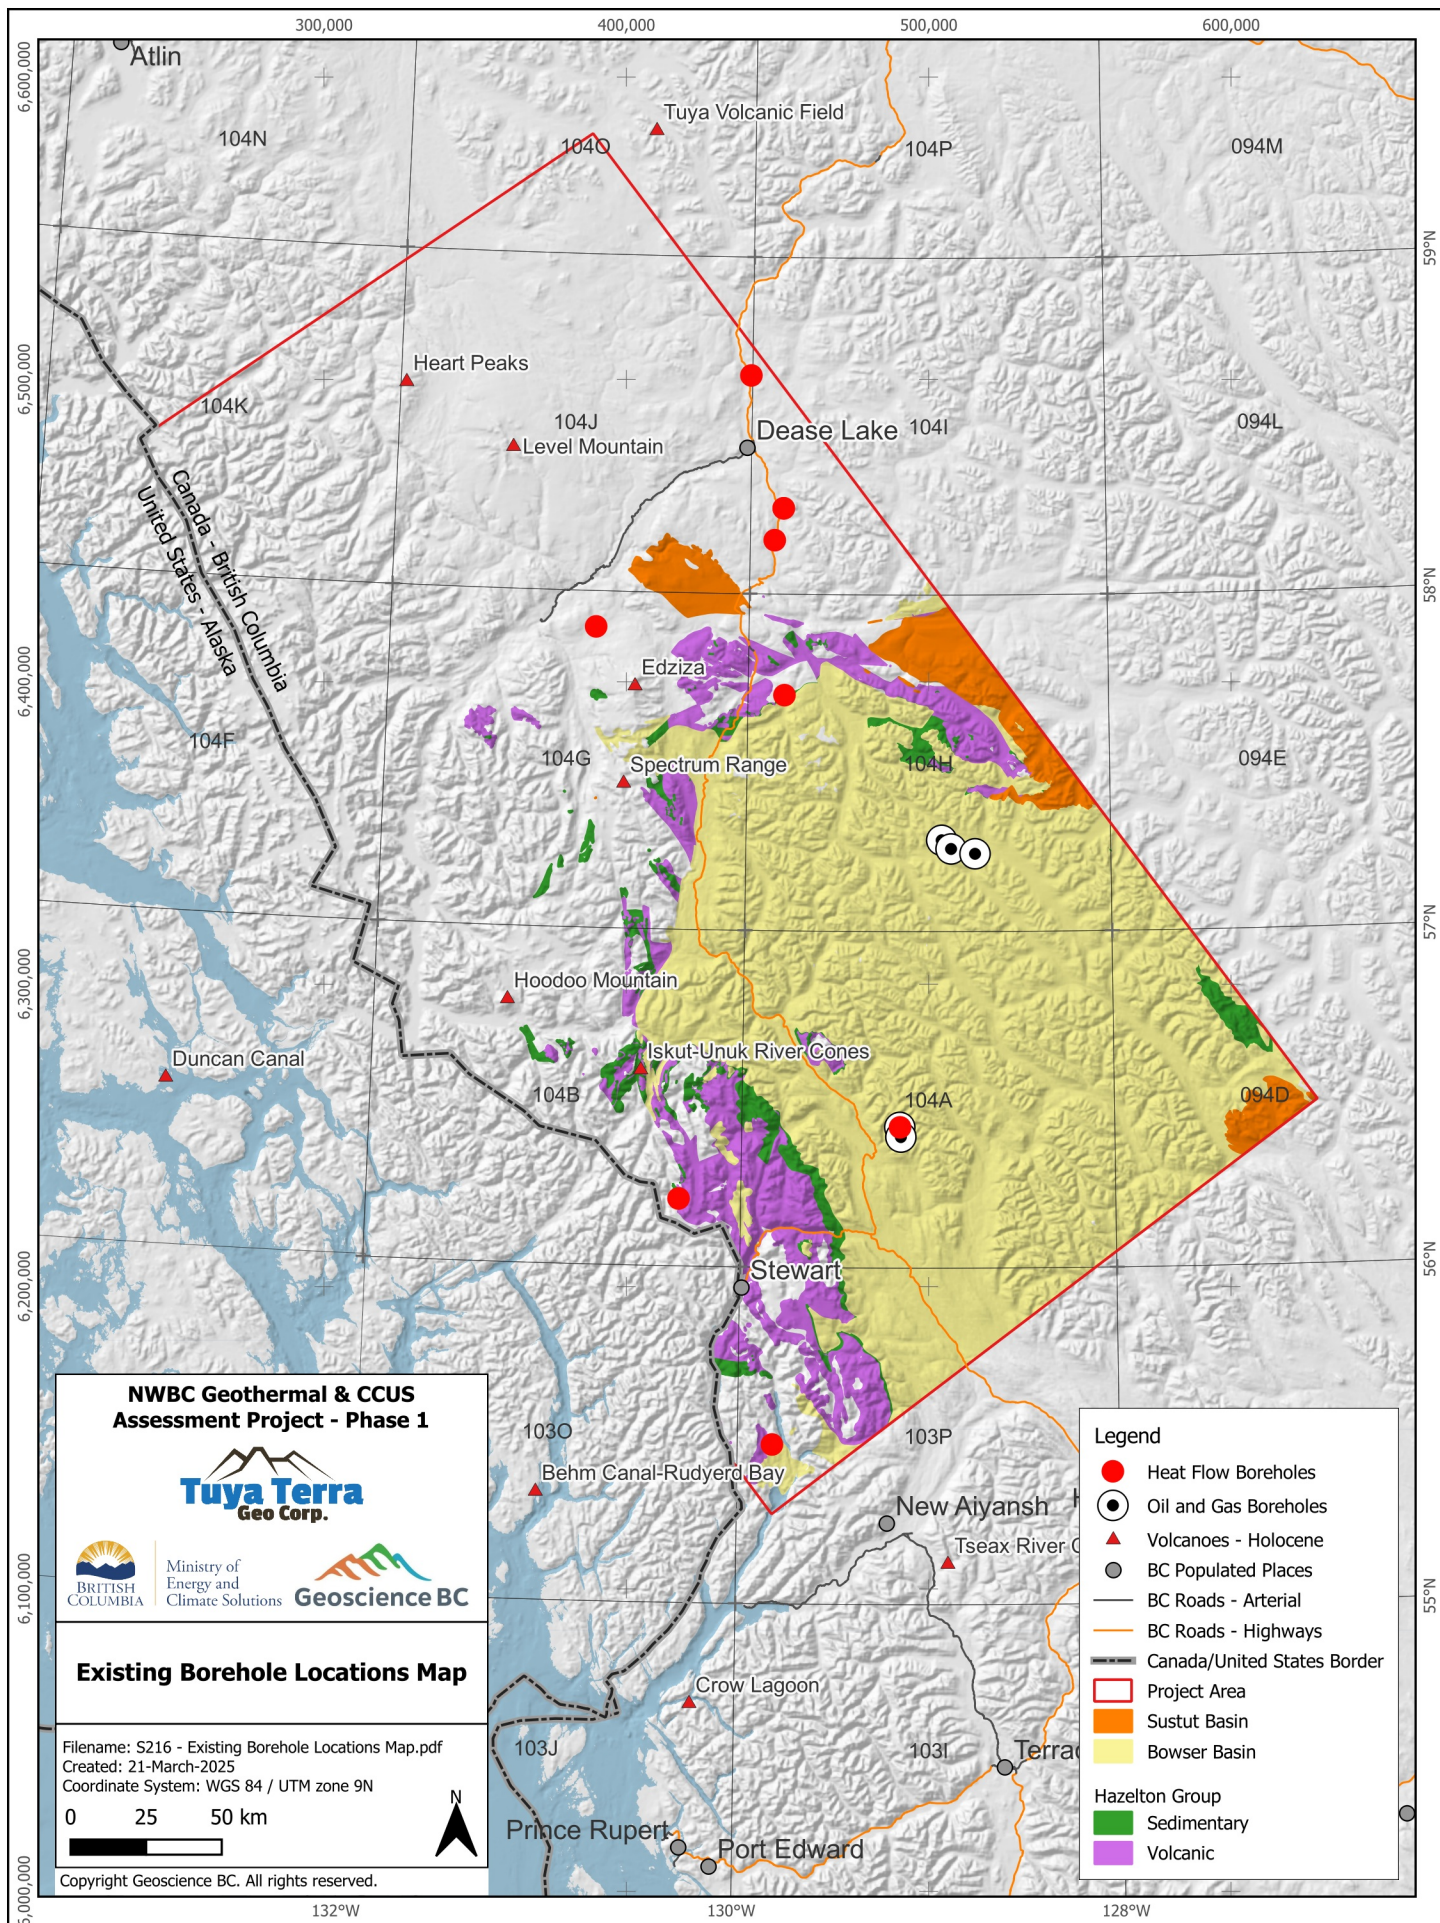 300,000
400,000
500,000
600,000
6,600,000
6,500,000
6,400,000
6,300,000
6,200,000
6,100,000
59°N
58°N
57°N
56°N
55°N
132°W
130°W
128°W
Atlin
Tuya Volcanic Field
104N
104O
104P
094M
Heart Peaks
104K
104J
Level Mountain
Dease Lake
104I
094L
Canada - British Columbia
United States - Alaska
Edziza
104F
104G
Spectrum Range
104H
094E
Hoodoo Mountain
Iskut-Unuk River Cones
Duncan Canal
104B
104A
094D
Stewart
103O
103P
Behm Canal-Rudyerd Bay
New Aiyansh
Tseax River
Crow Lagoon
103J
103I
Prince Rupert
Port Edward
NWBC Geothermal & CCUS
Assessment Project - Phase 1
Tuya Terra
Geo Corp.
BRITISH
COLUMBIA
Ministry of
Energy and
Climate Solutions
Geoscience BC
Existing Borehole Locations Map
Filename: S216 - Existing Borehole Locations Map.pdf
Created: 21-March-2025
Coordinate System: WGS 84 / UTM zone 9N
0 25 50 km
N
Copyright Geoscience BC. All rights reserved.
Legend
Heat Flow Boreholes
Oil and Gas Boreholes
Volcanoes - Holocene
BC Populated Places
BC Roads - Arterial
BC Roads - Highways
Canada/United States Border
Project Area
Sustut Basin
Bowser Basin
Hazelton Group
Sedimentary
Volcanic